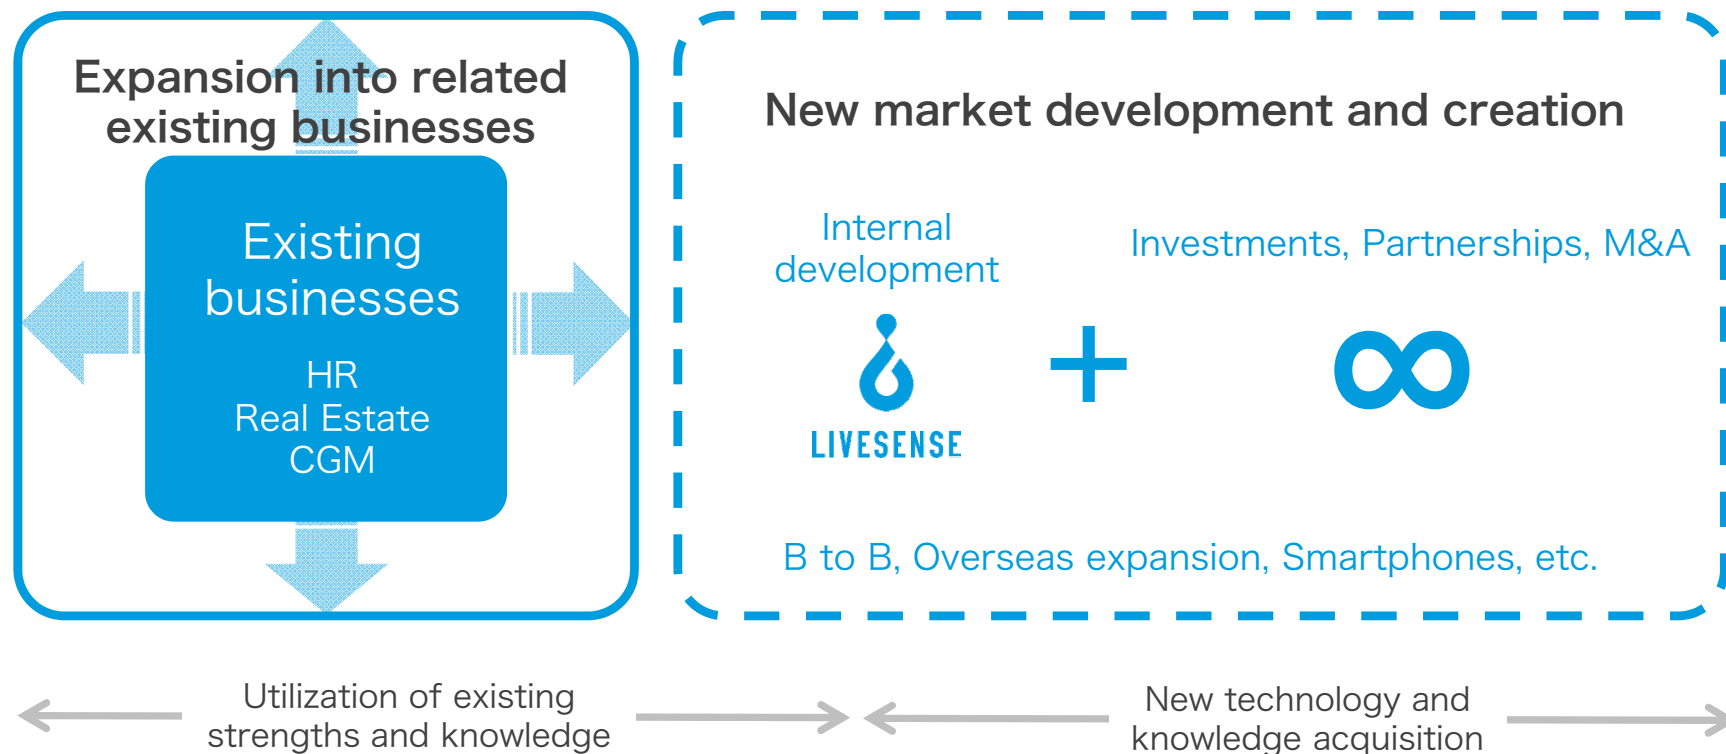 Expansion into related
existing businesses
Existing
businesses
HR
Real Estate
CGM
New market development and creation
Internal
development
Investments, Partnerships, M&A
LIVESENSE
+
∞
B to B, Overseas expansion, Smartphones, etc.
Utilization of existing
strengths and knowledge
New technology and
knowledge acquisition